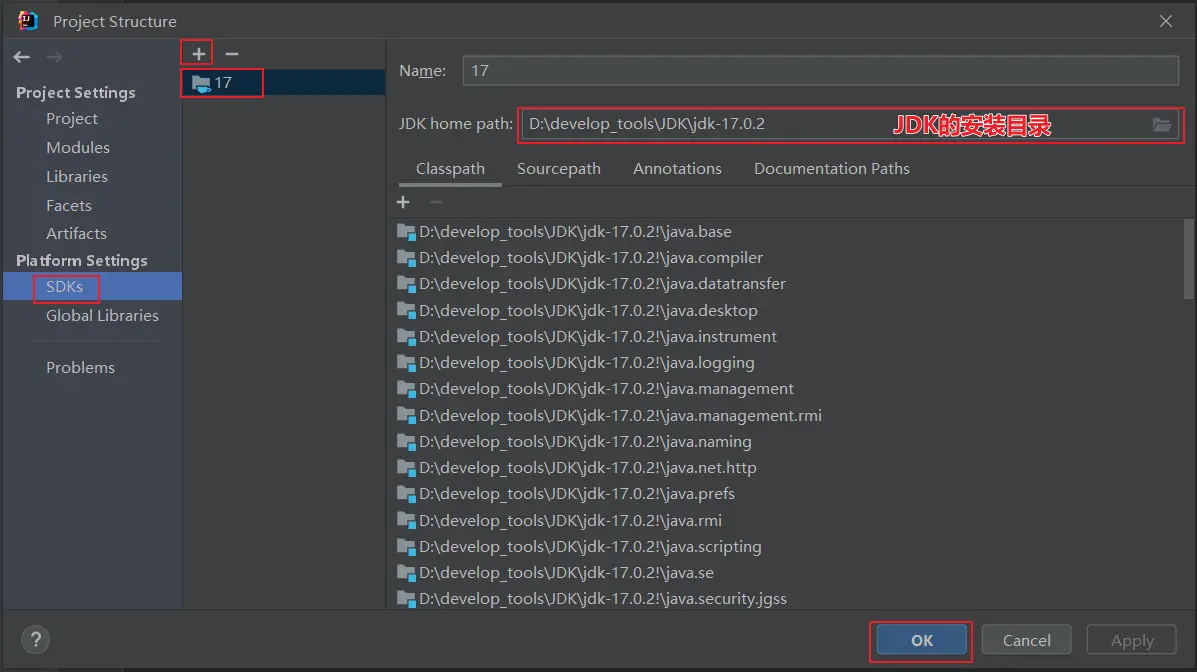 Project Structure
Project Settings
Project
Modules
Libraries
Facets
Artifacts
Platform Settings
SDKs
Global Libraries
Problems
17
Name: 17
JDK home path: D:\develop_tools\JDK\jdk-17.0.2 JDK的安装目录
Classpath Sourcepath Annotations Documentation Paths
D:\develop_tools\JDK\jdk-17.0.2!\java.base
D:\develop_tools\JDK\jdk-17.0.2!\java.compiler
D:\develop_tools\JDK\jdk-17.0.2!\java.datatransfer
D:\develop_tools\JDK\jdk-17.0.2!\java.desktop
D:\develop_tools\JDK\jdk-17.0.2!\java.instrument
D:\develop_tools\JDK\jdk-17.0.2!\java.logging
D:\develop_tools\JDK\jdk-17.0.2!\java.management
D:\develop_tools\JDK\jdk-17.0.2!\java.management.rmi
D:\develop_tools\JDK\jdk-17.0.2!\java.naming
D:\develop_tools\JDK\jdk-17.0.2!\java.net.http
D:\develop_tools\JDK\jdk-17.0.2!\java.prefs
D:\develop_tools\JDK\jdk-17.0.2!\java.rmi
D:\develop_tools\JDK\jdk-17.0.2!\java.scripting
D:\develop_tools\JDK\jdk-17.0.2!\java.se
D:\develop_tools\JDK\jdk-17.0.2!\java.security.jgss
? OK Cancel Apply